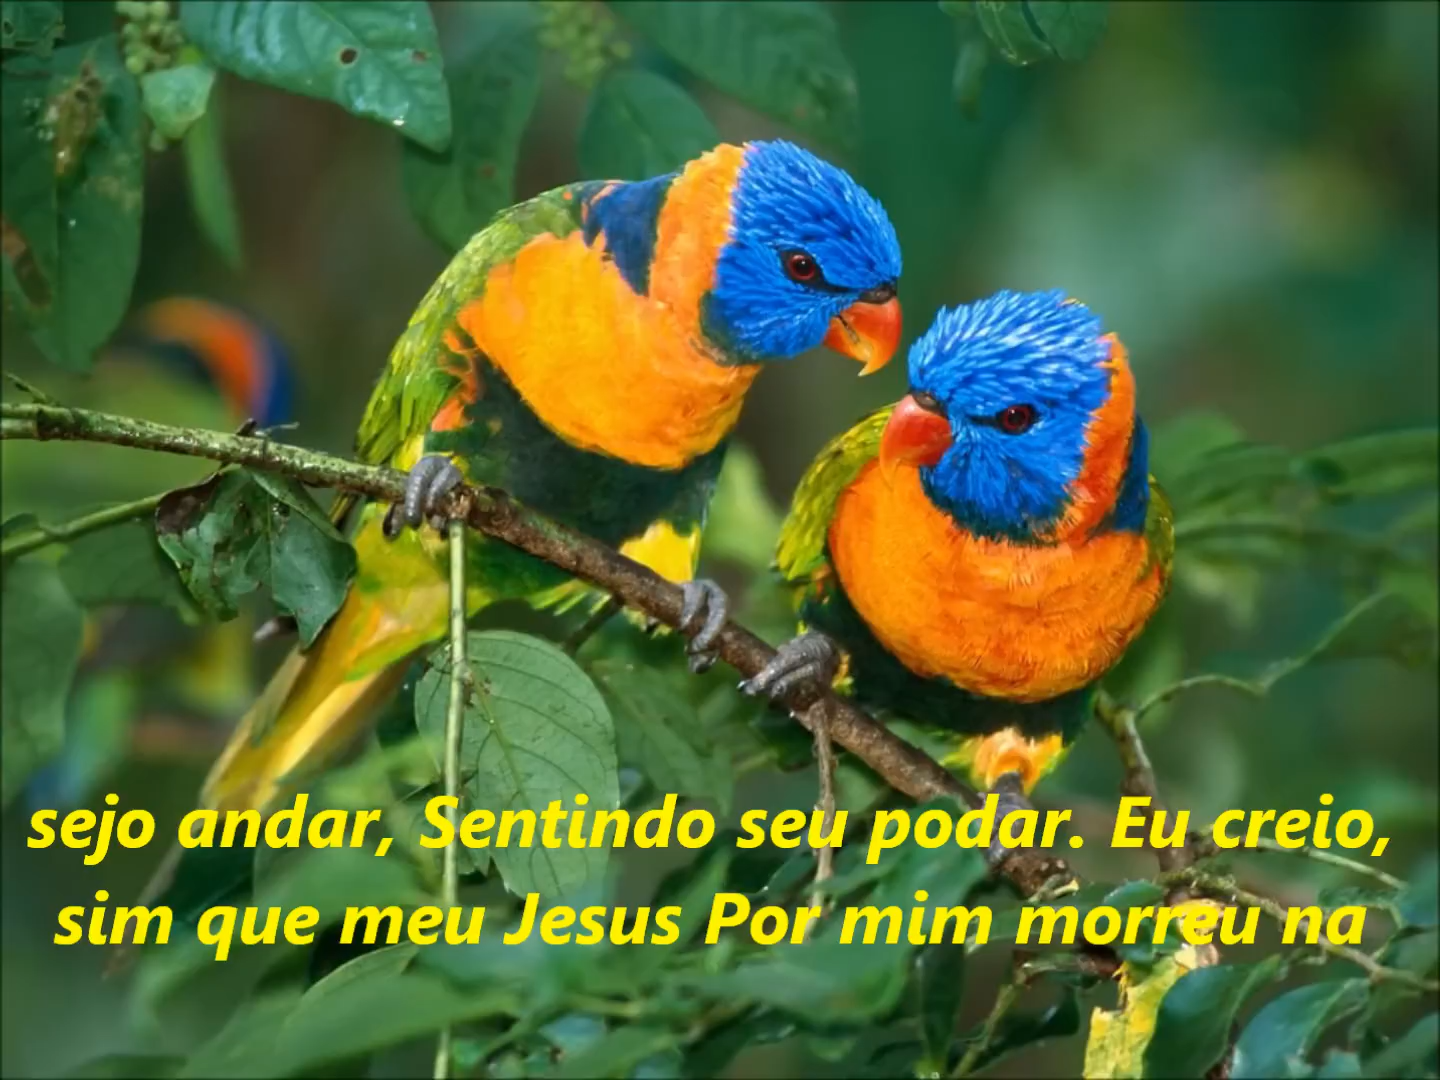 sejo andar, Sentindo seu podar. Eu creio,
sim que meu Jesus Por mim morreu na